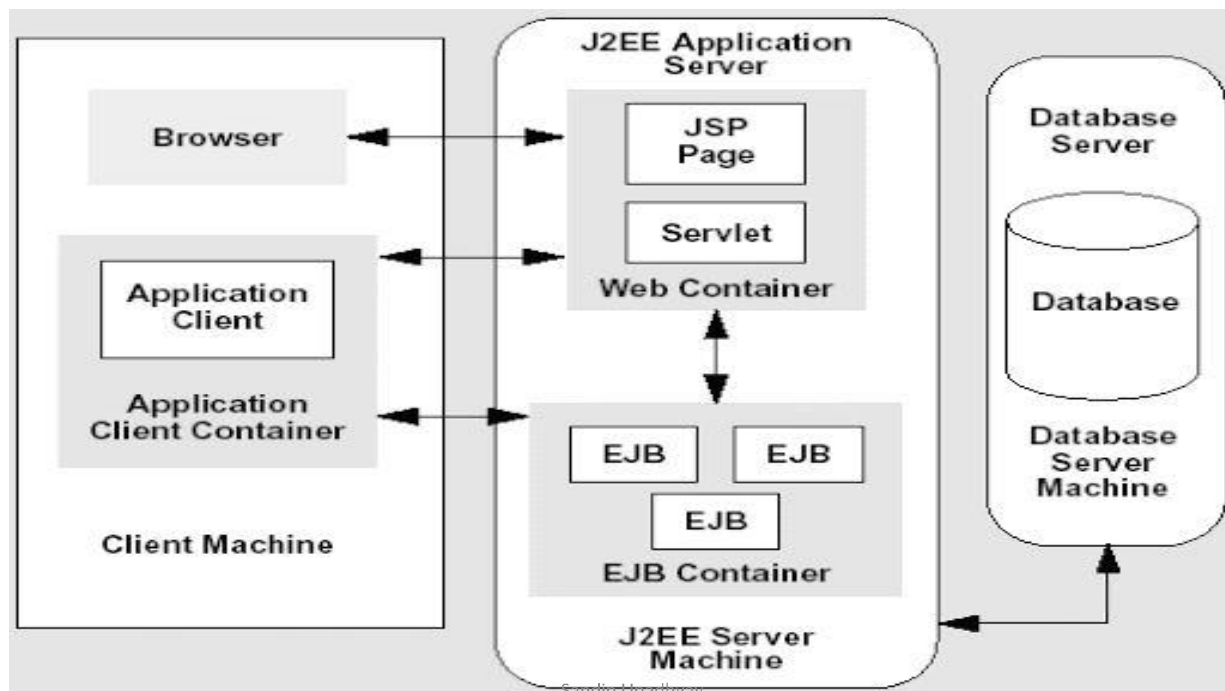 J2EE Application
Server
Browser
JSP
Page
Servlet
Web Container
Application
Client
Application
Client Container
Client Machine
EJB
EJB
EJB
EJB Container
J2EE Server
Machine
Database
Server
Database
Database
Server
Machine